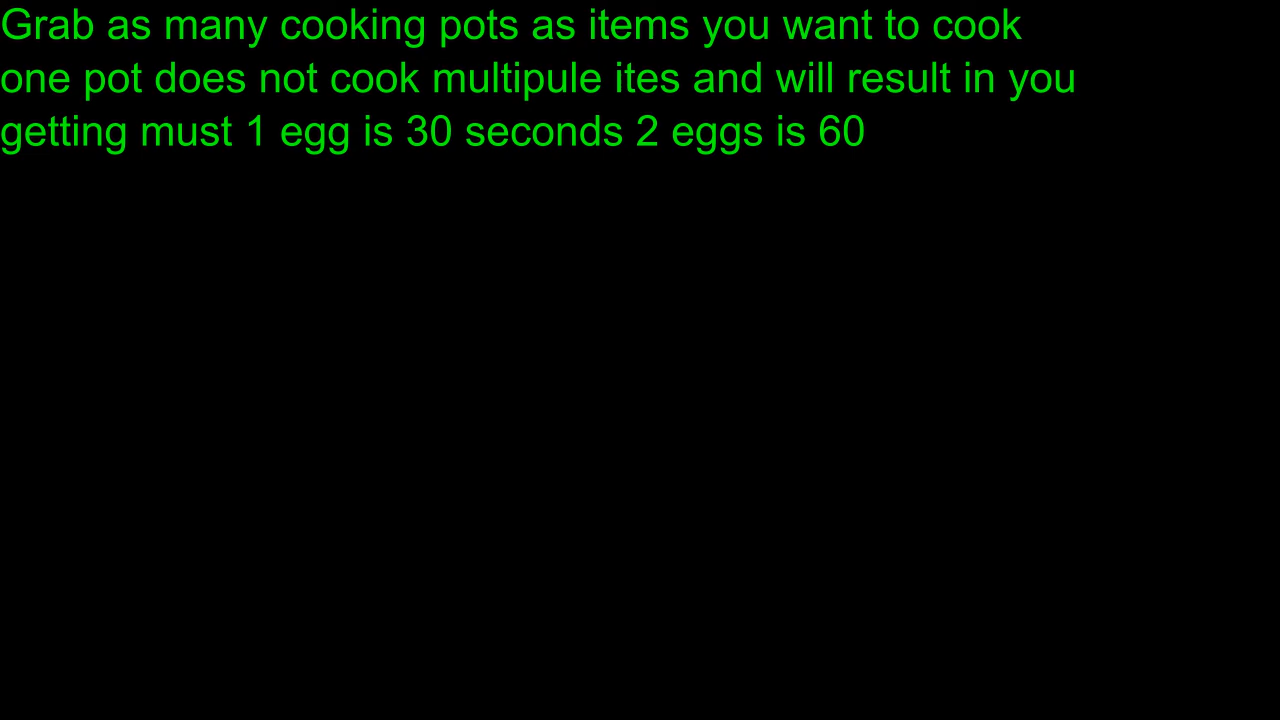 Grab as many cooking pots as items you want to cook
one pot does not cook multipule ites and will result in you
getting must 1 egg is 30 seconds 2 eggs is 60